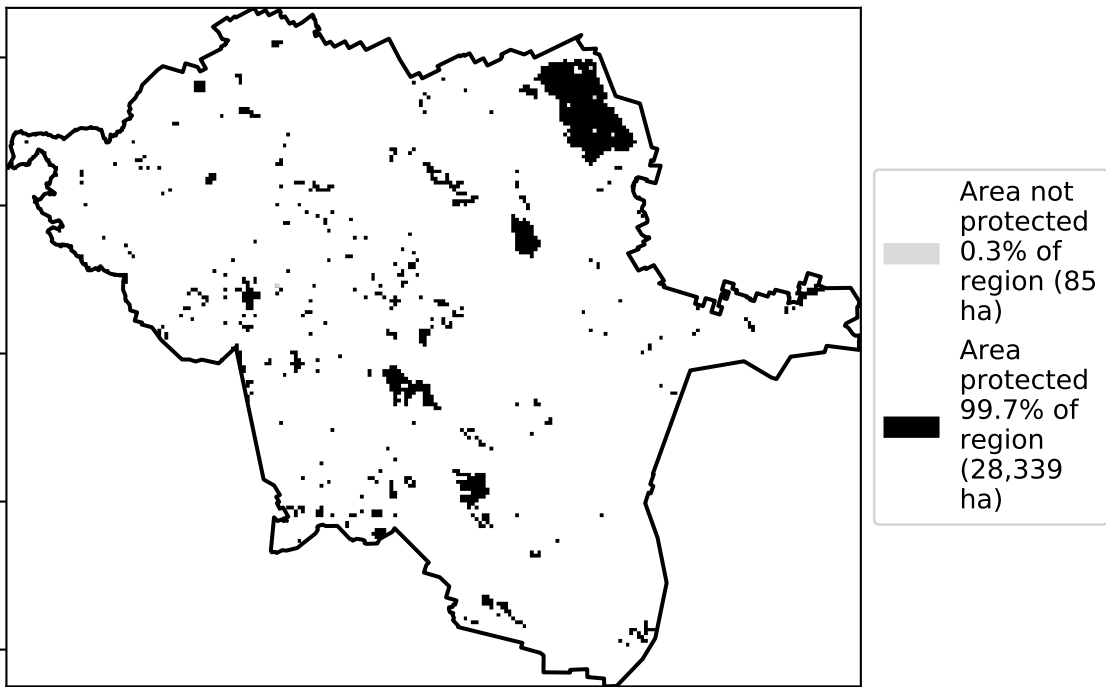 Area not
protected
0.3% of
region (85
ha)
Area
protected
99.7% of
region
(28,339
ha)